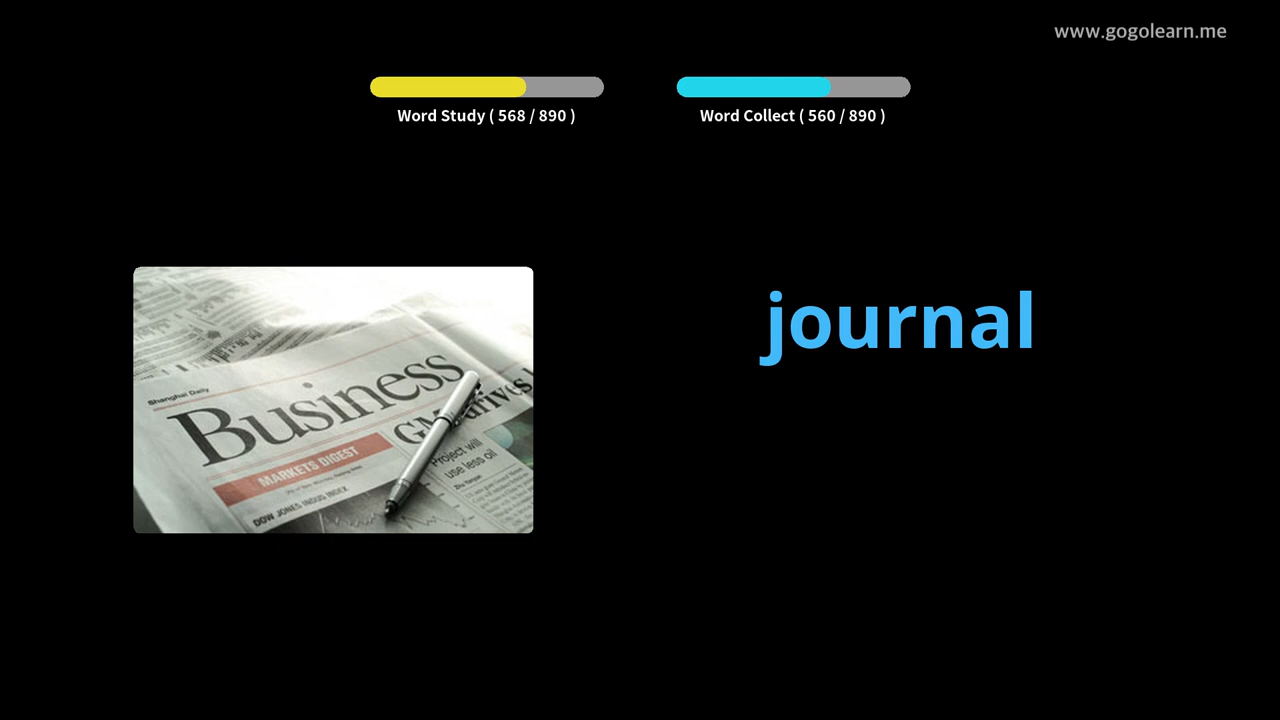 www.gogolearn.me
Word Study ( 568 / 890 )
Word Collect ( 560 / 890 )
journal
Shanghai Daily
Business
MARKETS DIGEST
DOW JONES INDUS INDEX
Project will
use less oil